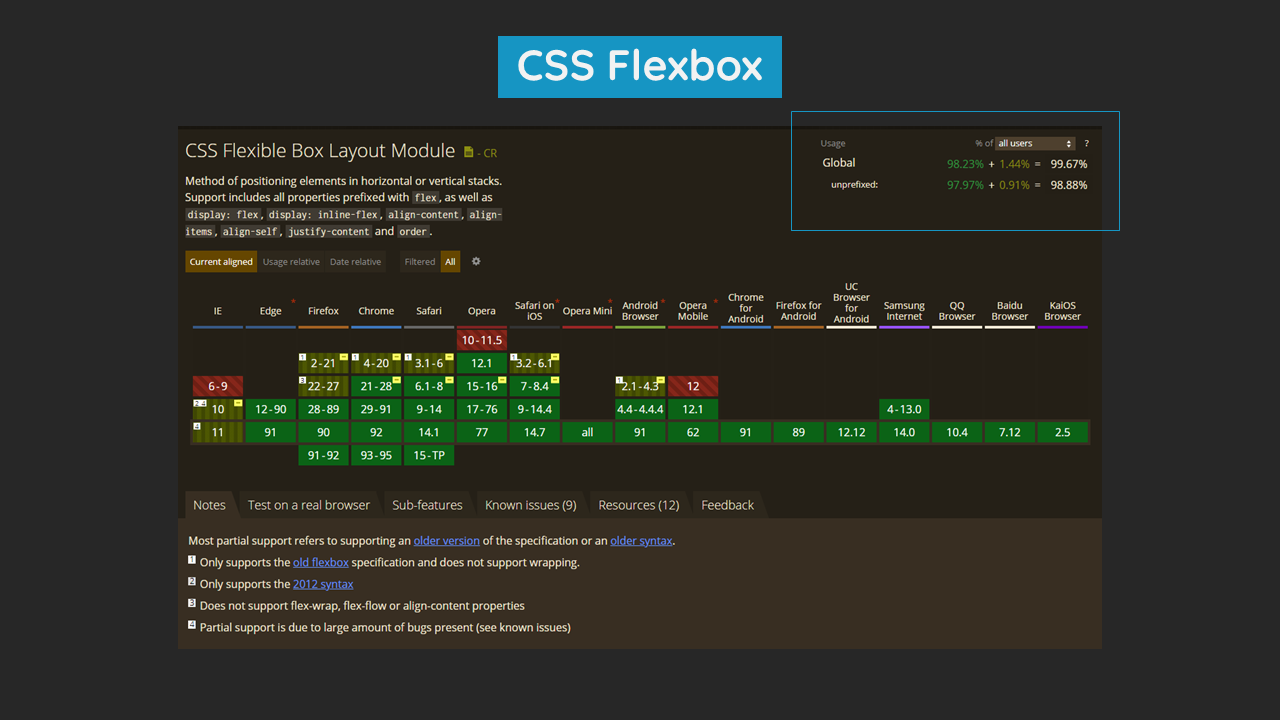 CSS Flexbox
CSS Flexible Box Layout Module - CR
Usage % of all users ?
Global 98.23% + 1.44% = 99.67%
unprefixed: 97.97% + 0.91% = 98.88%
Method of positioning elements in horizontal or vertical stacks.
Support includes all properties prefixed with flex, as well as
display: flex, display: inline-flex, align-content, align-
items, align-self, justify-content and order.
Current aligned Usage relative Date relative Filtered All
IE Edge * Firefox Chrome Safari Opera Safari on iOS * Opera Mini * Android Browser * Opera Mobile * Chrome for Android Firefox for Android UC Browser for Android Samsung Internet QQ Browser Baidu Browser KaiOS Browser
10-11.5
1 2-21 - 1 4-20 - 1 3.1-6 - 12.1 1 3.2-6.1 -
6-9 3 22-27 - 21-28 - 6.1-8 - 15-16 - 7-8.4 - 1 2.1-4.3 - 12
2 4 10 - 12-90 28-89 29-91 9-14 17-76 9-14.4 4.4-4.4.4 12.1 4-13.0
4 11 91 90 92 14.1 77 14.7 all 91 62 91 89 12.12 14.0 10.4 7.12 2.5
91-92 93-95 15-TP
Notes Test on a real browser Sub-features Known issues (9) Resources (12) Feedback
Most partial support refers to supporting an older version of the specification or an older syntax.
1 Only supports the old flexbox specification and does not support wrapping.
2 Only supports the 2012 syntax
3 Does not support flex-wrap, flex-flow or align-content properties
4 Partial support is due to large amount of bugs present (see known issues)